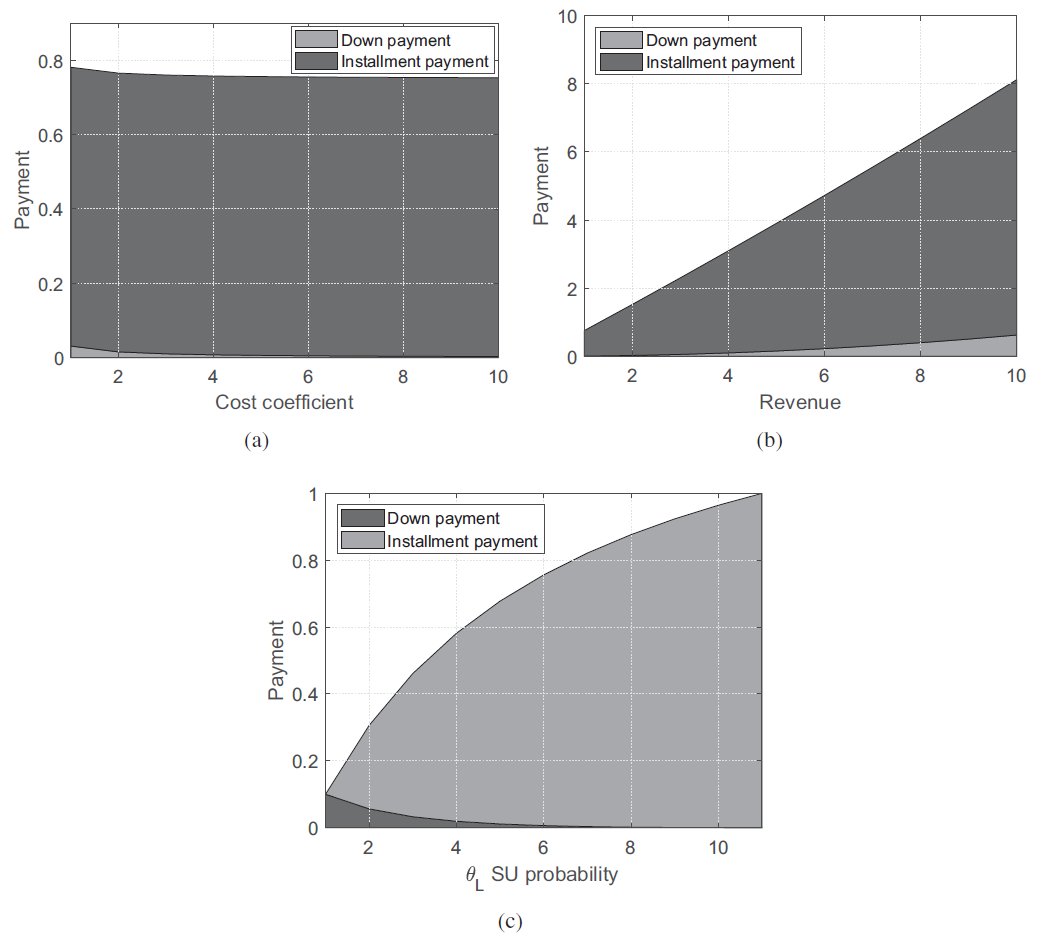 Down payment
Installment payment
0.8
0.6
0.4
0.2
0
Payment
2 4 6 8 10
Cost coefficient
(a)
Down payment
Installment payment
10
8
6
4
2
0
Payment
2 4 6 8 10
Revenue
(b)
Down payment
Installment payment
1
0.8
0.6
0.4
0.2
0
Payment
2 4 6 8 10
θL SU probability
(c)